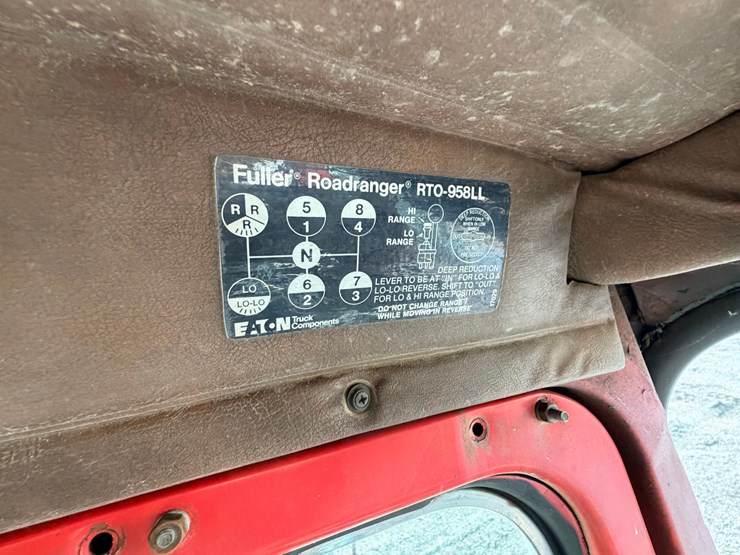 Fuller® Roadranger® RTO-958LL
R R R
5 1
8 4
N
LO LO-LO
6 2
7 3
HI RANGE
LO RANGE
DEEP REDUCTION
LEVER TO BE AT "IN" FOR LO-LO &
LO-LO-REVERSE. SHIFT TO "OUT"
FOR LO & HI RANGE POSITION.
DO NOT CHANGE RANGE
WHILE MOVING IN REVERSE
EATON Truck Components